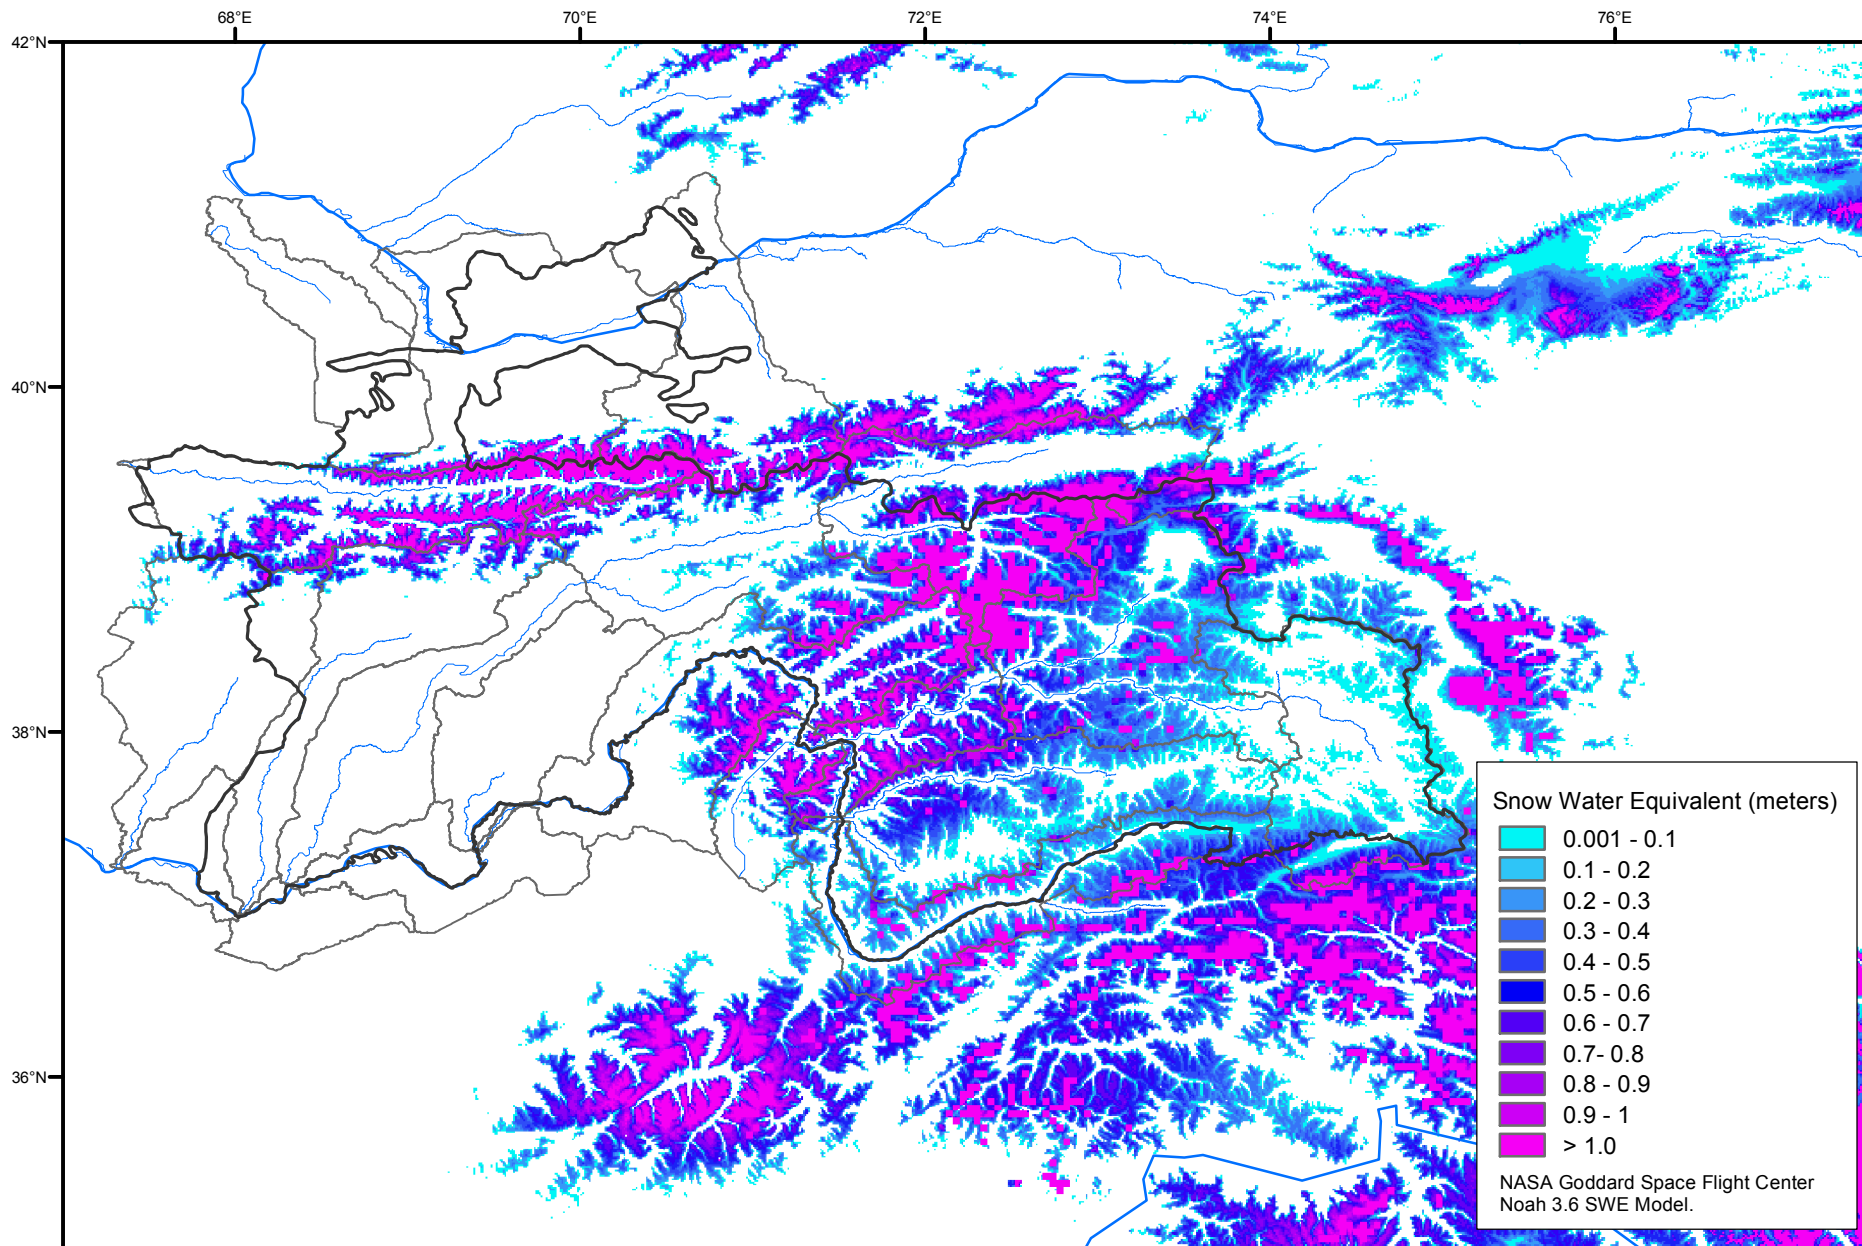 68°E
70°E
72°E
74°E
76°E
42°N
40°N
38°N
36°N
Snow Water Equivalent (meters)
0.001 - 0.1
0.1 - 0.2
0.2 - 0.3
0.3 - 0.4
0.4 - 0.5
0.5 - 0.6
0.6 - 0.7
0.7- 0.8
0.8 - 0.9
0.9 - 1
> 1.0
NASA Goddard Space Flight Center
Noah 3.6 SWE Model.